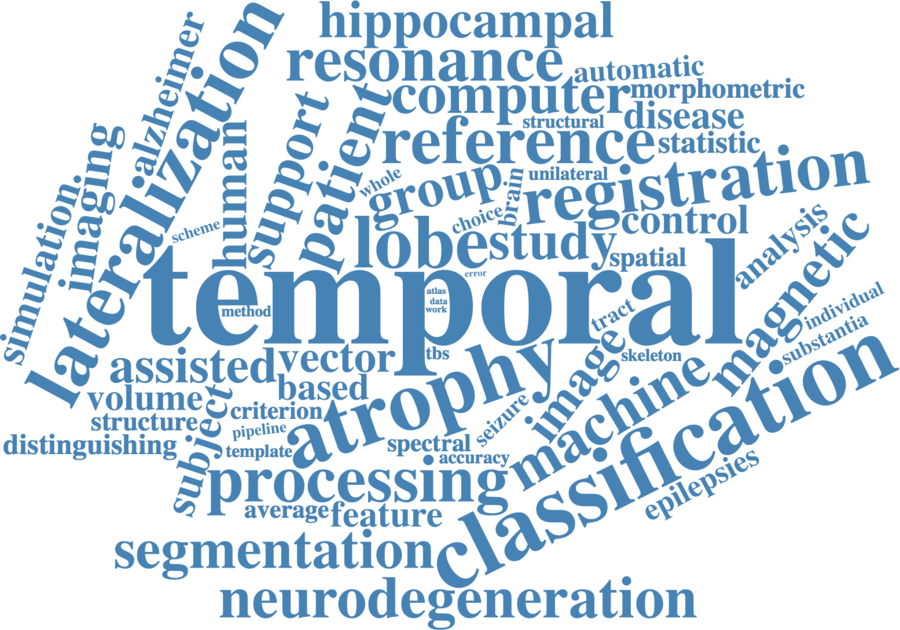 hippocampal
resonance
automatic
computer
morphometric
structural
disease
reference
statistic
alzheimer
lateralization
imaging
simulation
human
support
patient
whole
group
brain
unilateral
registration
choice
control
scheme
lobe
study
spatial
analysis
magnetic
temporal
error
atlas
data
work
method
tract
individual
substantia
tbs
skeleton
assisted
vector
based
atrophy
image
machine
classification
volume
structure
distinguishing
subject
criterion
pipeline
template
seizure
spectral
accuracy
processing
epilepsies
average
feature
segmentation
neurodegeneration